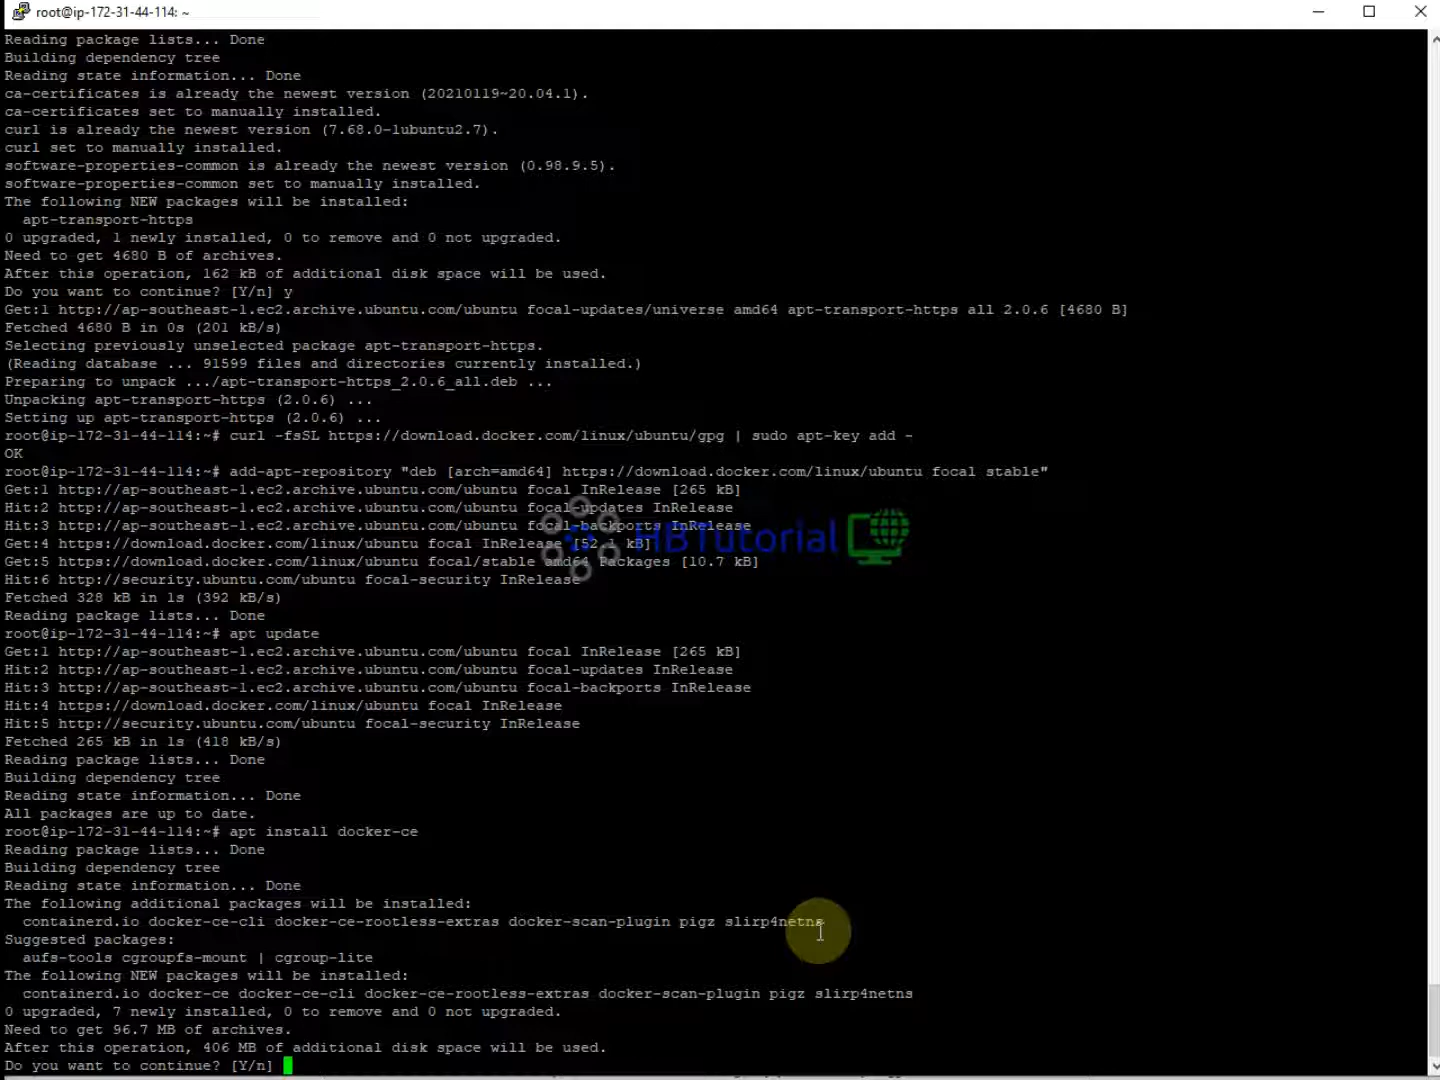 root@ip-172-31-44-114: ~
Reading package lists... Done
Building dependency tree
Reading state information... Done
ca-certificates is already the newest version (20210119~20.04.1).
ca-certificates set to manually installed.
curl is already the newest version (7.68.0-1ubuntu2.7).
curl set to manually installed.
software-properties-common is already the newest version (0.98.9.5).
software-properties-common set to manually installed.
The following NEW packages will be installed:
  apt-transport-https
0 upgraded, 1 newly installed, 0 to remove and 0 not upgraded.
Need to get 4680 B of archives.
After this operation, 162 kB of additional disk space will be used.
Do you want to continue? [Y/n] y
Get:1 http://ap-southeast-1.ec2.archive.ubuntu.com/ubuntu focal-updates/universe amd64 apt-transport-https all 2.0.6 [4680 B]
Fetched 4680 B in 0s (201 kB/s)
Selecting previously unselected package apt-transport-https.
(Reading database ... 91599 files and directories currently installed.)
Preparing to unpack .../apt-transport-https_2.0.6_all.deb ...
Unpacking apt-transport-https (2.0.6) ...
Setting up apt-transport-https (2.0.6) ...
root@ip-172-31-44-114:~# curl -fsSL https://download.docker.com/linux/ubuntu/gpg | sudo apt-key add -
OK
root@ip-172-31-44-114:~# add-apt-repository "deb [arch=amd64] https://download.docker.com/linux/ubuntu focal stable"
Get:1 http://ap-southeast-1.ec2.archive.ubuntu.com/ubuntu focal InRelease [265 kB]
Hit:2 http://ap-southeast-1.ec2.archive.ubuntu.com/ubuntu focal-updates InRelease
Hit:3 http://ap-southeast-1.ec2.archive.ubuntu.com/ubuntu focal-backports InRelease
HBTutorial
Get:4 https://download.docker.com/linux/ubuntu focal InRelease [52.1 kB]
Get:5 https://download.docker.com/linux/ubuntu focal/stable amd64 Packages [10.7 kB]
Hit:6 http://security.ubuntu.com/ubuntu focal-security InRelease
Fetched 328 kB in 1s (392 kB/s)
Reading package lists... Done
root@ip-172-31-44-114:~# apt update
Get:1 http://ap-southeast-1.ec2.archive.ubuntu.com/ubuntu focal InRelease [265 kB]
Hit:2 http://ap-southeast-1.ec2.archive.ubuntu.com/ubuntu focal-updates InRelease
Hit:3 http://ap-southeast-1.ec2.archive.ubuntu.com/ubuntu focal-backports InRelease
Hit:4 https://download.docker.com/linux/ubuntu focal InRelease
Hit:5 http://security.ubuntu.com/ubuntu focal-security InRelease
Fetched 265 kB in 1s (418 kB/s)
Reading package lists... Done
Building dependency tree
Reading state information... Done
All packages are up to date.
root@ip-172-31-44-114:~# apt install docker-ce
Reading package lists... Done
Building dependency tree
Reading state information... Done
The following additional packages will be installed:
  containerd.io docker-ce-cli docker-ce-rootless-extras docker-scan-plugin pigz slirp4netns
Suggested packages:
  aufs-tools cgroupfs-mount | cgroup-lite
The following NEW packages will be installed:
  containerd.io docker-ce docker-ce-cli docker-ce-rootless-extras docker-scan-plugin pigz slirp4netns
0 upgraded, 7 newly installed, 0 to remove and 0 not upgraded.
Need to get 96.7 MB of archives.
After this operation, 406 MB of additional disk space will be used.
Do you want to continue? [Y/n]